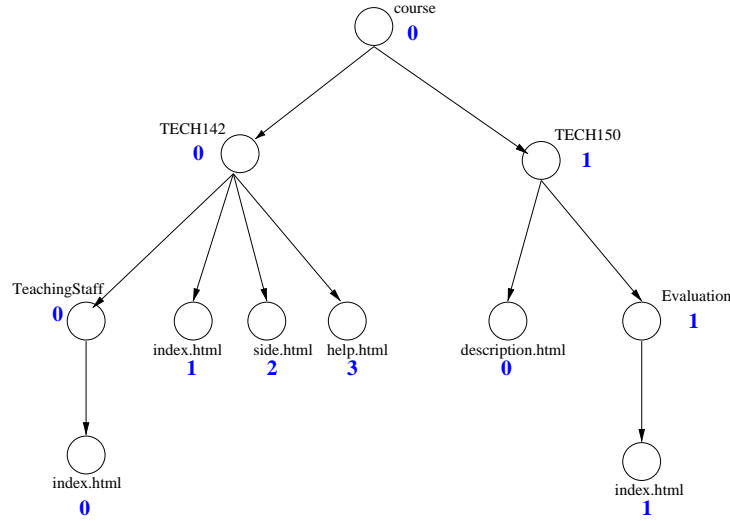 course
0
TECH142
0
TECH150
1
TeachingStaff
0
index.html
1
side.html
2
help.html
3
description.html
0
Evaluation
1
index.html
0
index.html
1